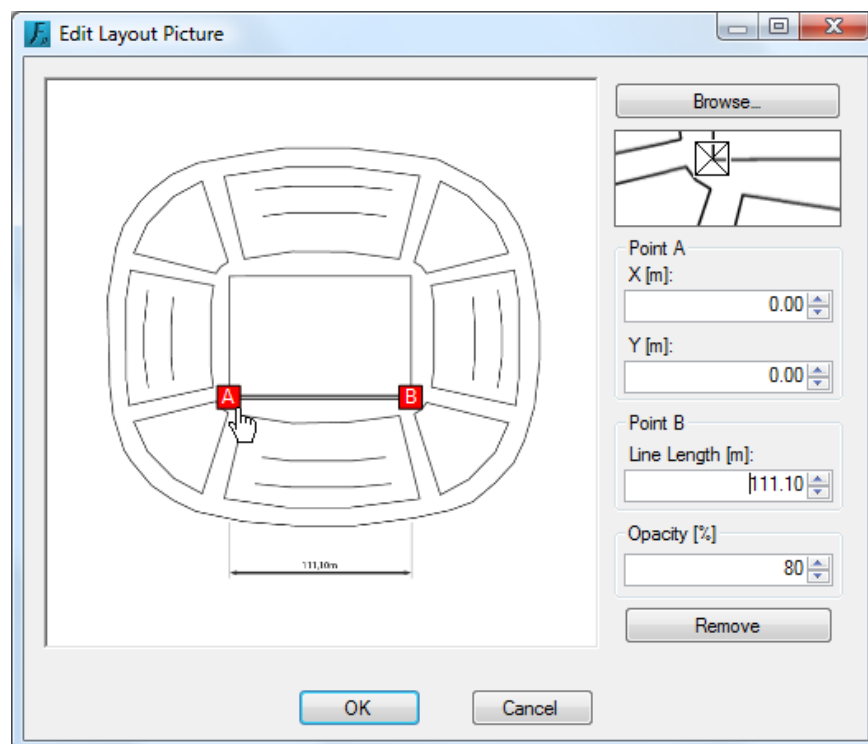 Edit Layout Picture
Browse...
Point A
X [m]:
0.00
Y [m]:
0.00
A
B
Point B
Line Length [m]:
111.10
111,10m
Opacity [%]
80
Remove
OK
Cancel